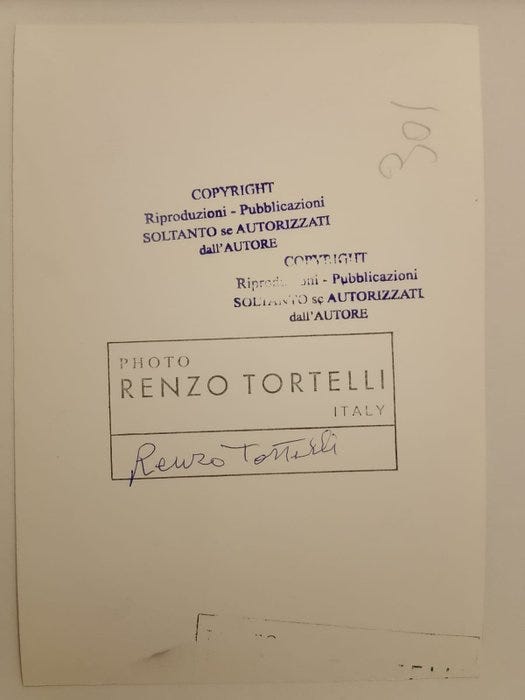 301
COPYRIGHT
Riproduzioni - Pubblicazioni
SOLTANTO se AUTORIZZATI
dall'AUTORE
COPYRIGHT
Riproduzioni - Pubblicazioni
SOLTANTO se AUTORIZZATI
dall'AUTORE
PHOTO
RENZO TORTELLI
ITALY
Renzo Tortelli